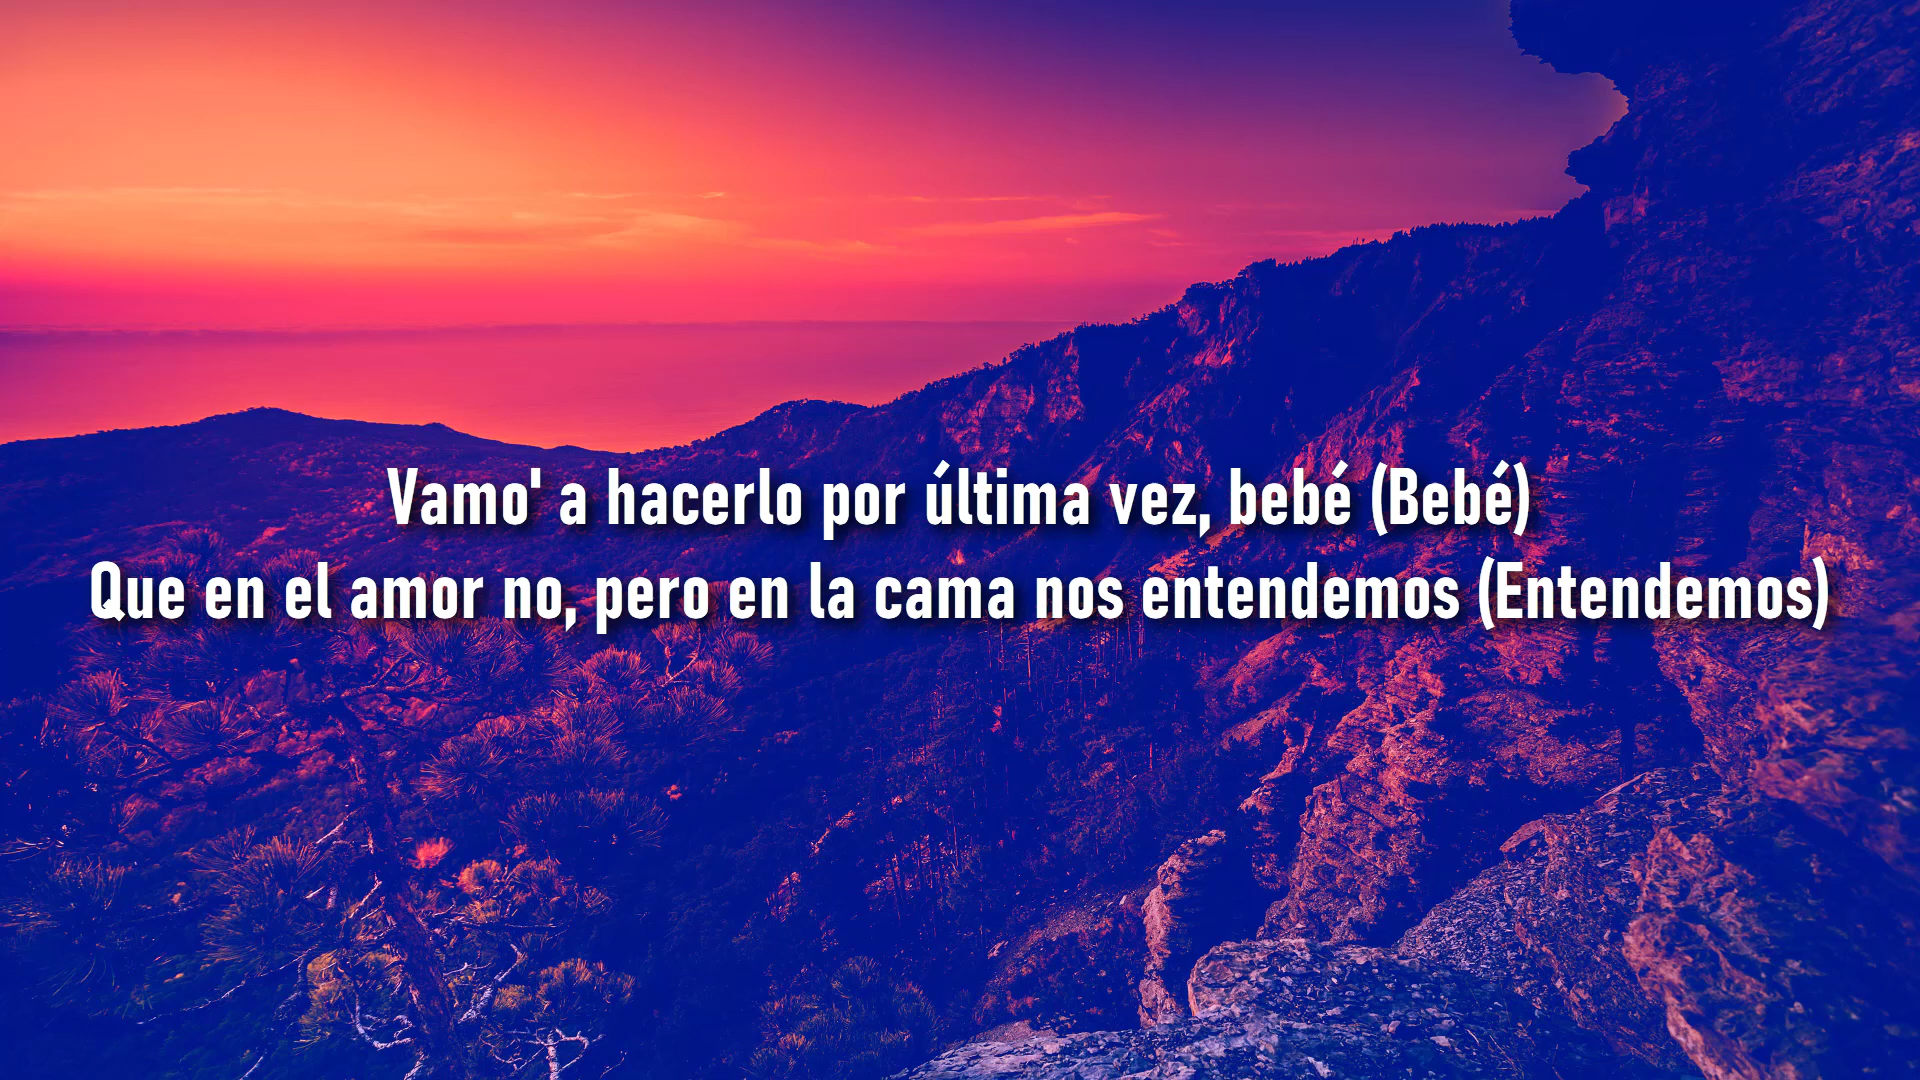 Vamo' a hacerlo por última vez, bebé (Bebé)
Que en el amor no, pero en la cama nos entendemos (Entendemos)